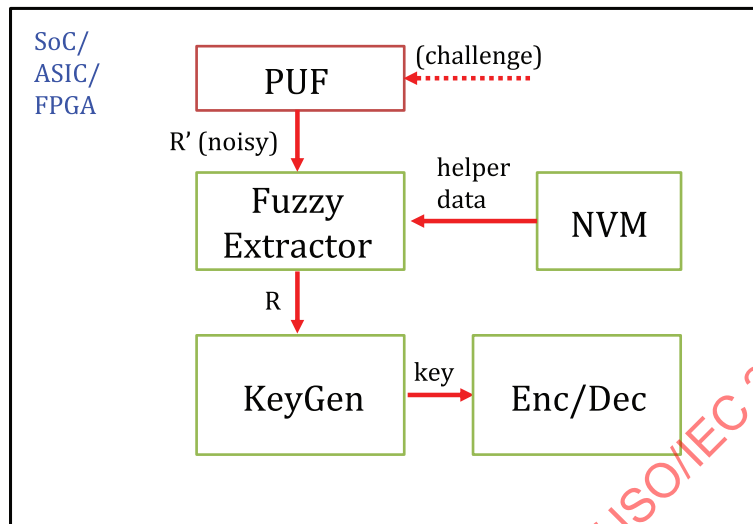 SoC/
ASIC/
FPGA
PUF
(challenge)
R’ (noisy)
helper
data
Fuzzy
Extractor
NVM
R
KeyGen
key
Enc/Dec
ISO/IEC